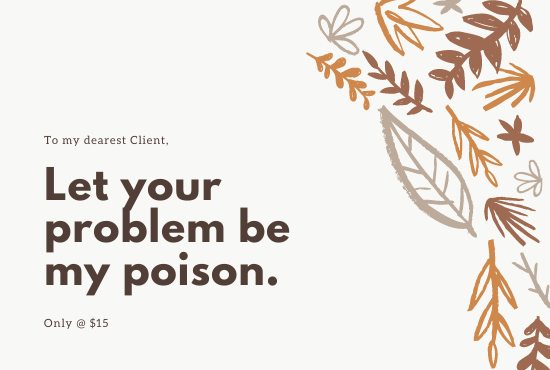 To my dearest Client,
Let your
problem be
my poison.
Only @ $15